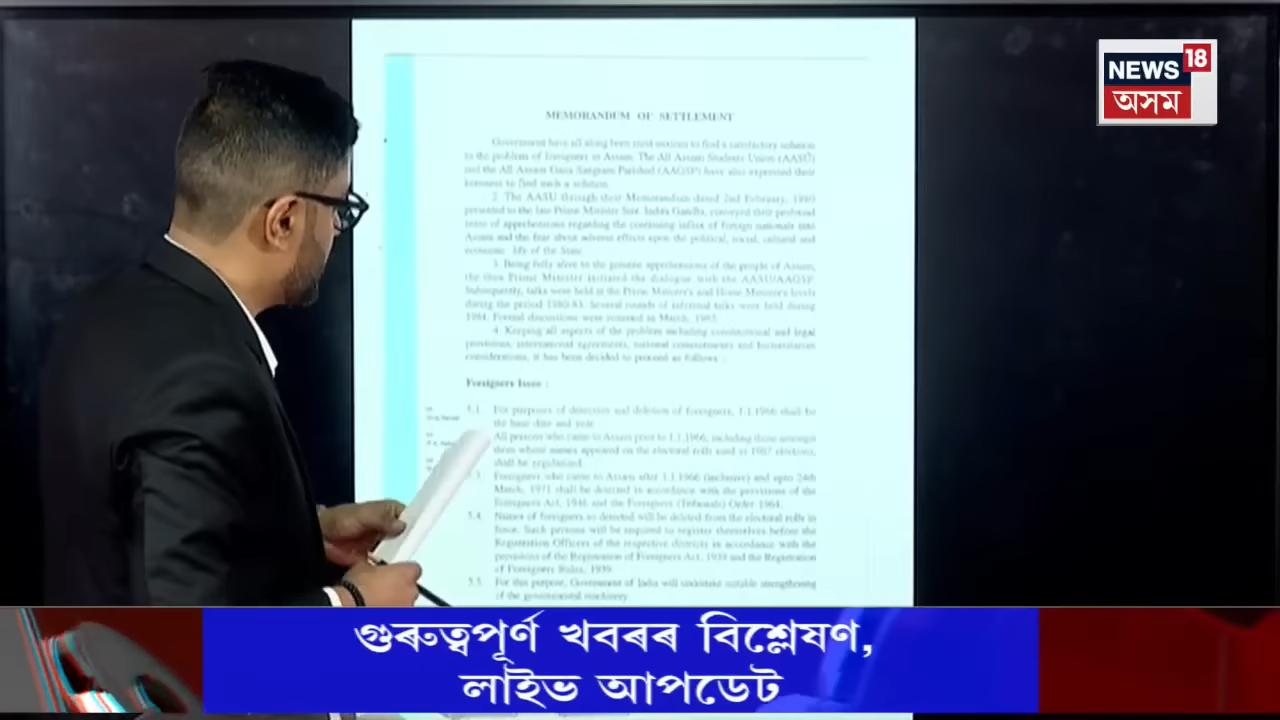 NEWS 18
অসম
MEMORANDUM OF SETTLEMENT
Government have all along been most anxious to find a satisfactory solution
to the problem of foreigners in Assam. The All Assam Students Union (AASU)
and the All Assam Gana Sangram Parishad (AAGSP) have also expressed their
keenness to find such a solution.
2. The AASU through their Memorandum dated 2nd February, 1980
presented to the late Prime Minister Smt. Indira Gandhi, conveyed their profound
sense of apprehensions regarding the continuing influx of foreign nationals into
Assam and the fear about adverse effects upon the political, social, cultural and
economic life of the State.
3. Being fully alive to the genuine apprehensions of the people of Assam,
the then Prime Minister initiated the dialogue with the AASU/AAGSP.
Subsequently, talks were held at the Prime Minister's and Home Minister's levels
during the period 1980-83. Several rounds of informal talks were held during
1984. Formal discussions were resumed in March, 1985.
4. Keeping all aspects of the problem including constitutional and legal
provisions, international agreements, national commitments and humanitarian
considerations, it has been decided to proceed as follows :
Foreigners Issue :
5.1. For purposes of detection and deletion of foreigners, 1.1.1966 shall be
the base date and year.
All persons who came to Assam prior to 1.1.1966, including those amongst
them whose names appeared on the electoral rolls used in 1967 elections,
shall be regularised.
Foreigners who came to Assam after 1.1.1966 (inclusive) and upto 24th
March, 1971 shall be detected in accordance with the provisions of the
Foreigners Act, 1946 and the Foreigners (Tribunals) Order 1964.
5.4. Names of foreigners so detected will be deleted from the electoral rolls in
force. Such persons will be required to register themselves before the
Registration Officers of the respective districts in accordance with the
provisions of the Registration of Foreigners Act, 1939 and the Registration
of Foreigners Rules, 1939.
5.5. For this purpose, Government of India will undertake suitable strengthening
of the governmental machinery.
গুৰুত্বপূৰ্ণ খবৰৰ বিশ্লেষণ,
লাইভ আপডেট